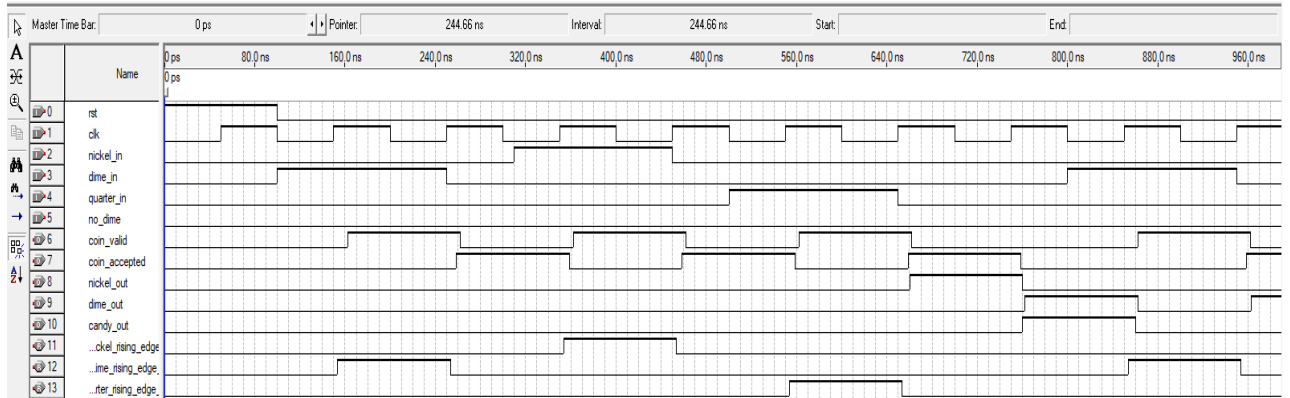 Master Time Bar: 0 ps Pointer: 244.66 ns Interval: 244.66 ns Start: End:
A Name 0 ps 80.0 ns 160.0 ns 240.0 ns 320.0 ns 400.0 ns 480.0 ns 560.0 ns 640.0 ns 720.0 ns 800.0 ns 880.0 ns 960.0 ns
0 ps
0 rst
1 clk
2 nickel_in
3 dime_in
4 quarter_in
5 no_dime
6 coin_valid
7 coin_accepted
8 nickel_out
9 dime_out
10 candy_out
11 ...ckel_rising_edge
12 ...ime_rising_edge_
13 ...rter_rising_edge_